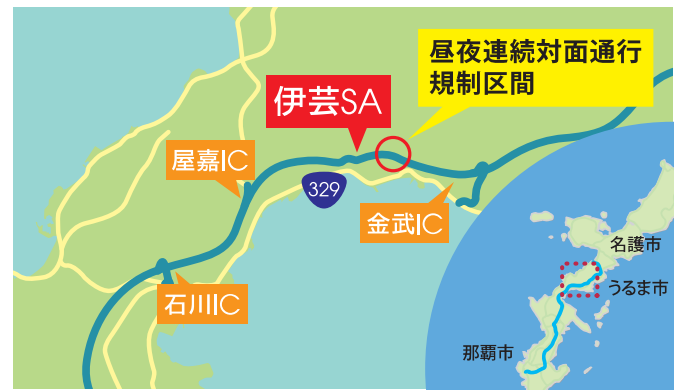 昼夜連続対面通行
規制区間
伊芸SA
屋嘉IC
329
金武IC
石川IC
名護市
うるま市
那覇市